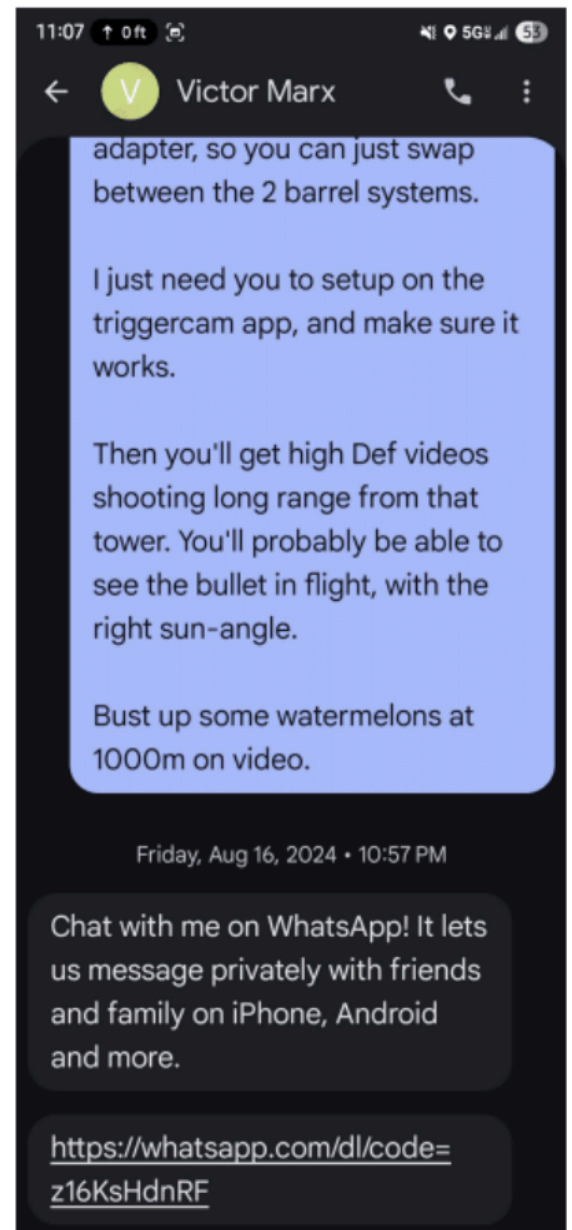 11:07 ↑ 0 ft 5G 53
V Victor Marx
adapter, so you can just swap
between the 2 barrel systems.
I just need you to setup on the
triggercam app, and make sure it
works.
Then you'll get high Def videos
shooting long range from that
tower. You'll probably be able to
see the bullet in flight, with the
right sun-angle.
Bust up some watermelons at
1000m on video.
Friday, Aug 16, 2024 • 10:57 PM
Chat with me on WhatsApp! It lets
us message privately with friends
and family on iPhone, Android
and more.
https://whatsapp.com/dl/code=
z16KsHdnRF